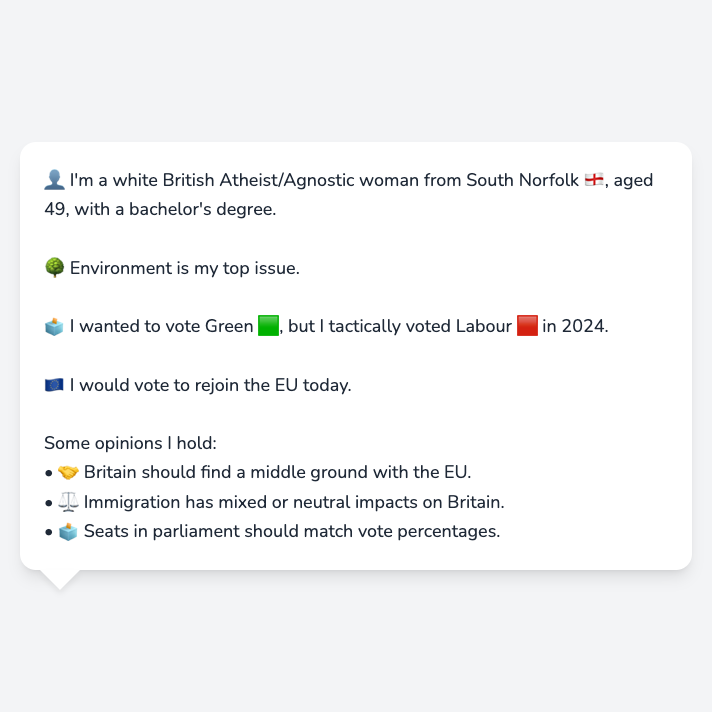 👤 I'm a white British Atheist/Agnostic woman from South Norfolk 🏴󠁧󠁢󠁥󠁮󠁧󠁿, aged
49, with a bachelor's degree.
🌳 Environment is my top issue.
🗳️ I wanted to vote Green 🟩, but I tactically voted Labour 🟥 in 2024.
🇪🇺 I would vote to rejoin the EU today.
Some opinions I hold:
• 🤝 Britain should find a middle ground with the EU.
• ⚖️ Immigration has mixed or neutral impacts on Britain.
• 🗳️ Seats in parliament should match vote percentages.